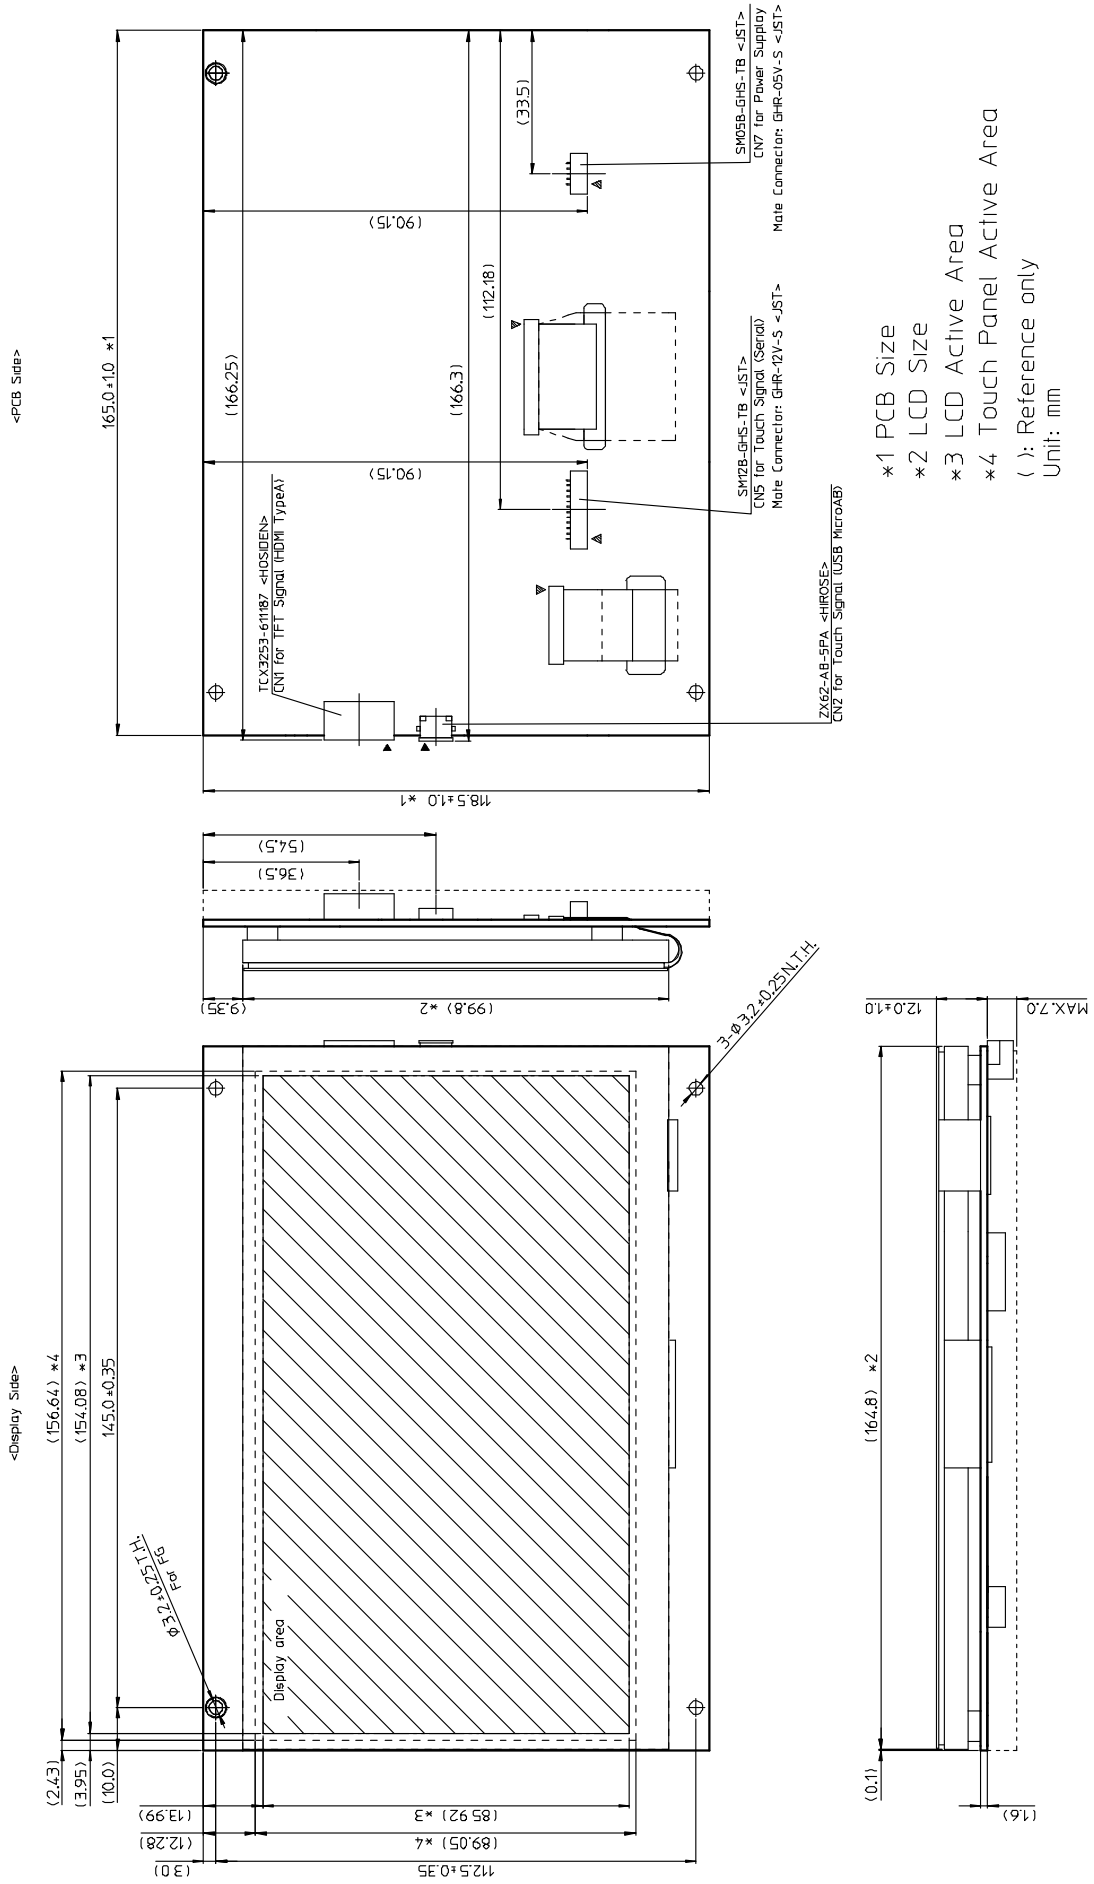 <Display Side>
(2.43)
(156.64) *4
(3.95)
(154.08) *3
(10.0)
145.0±0.35
ø3.2±0.25T.H.
For FG
Display area
(3.0)
112.5±0.35
(12.28)
(89.05) *4
(13.99)
(85.92) *3
3-ø3.2±0.25N.T.H.
(9.35)
(99.8) *2
(36.5)
(54.5)
(0.1)
(164.8) *2
(1.6)
12.0±1.0
MAX.7.0
<PCB Side>
165.0±1.0 *1
(166.25)
(166.3)
(112.18)
(33.5)
(90.15)
(90.15)
118.5±1.0 *1
TCX3253-611187 <HOSIDEN>
CN1 for TFT Signal (HDMI TypeA)
ZX62-AB-5PA <HIROSE>
CN2 for Touch Signal (USB MicroAB)
SM12B-GHS-TB <JST>
CN5 for Touch Signal (Serial)
Mate Connector: GHR-12V-S <JST>
SM05B-GHS-TB <JST>
CN7 for Power Supplay
Mate Connector: GHR-05V-S <JST>
*1 PCB Size
*2 LCD Size
*3 LCD Active Area
*4 Touch Panel Active Area
( ): Reference only
Unit: mm